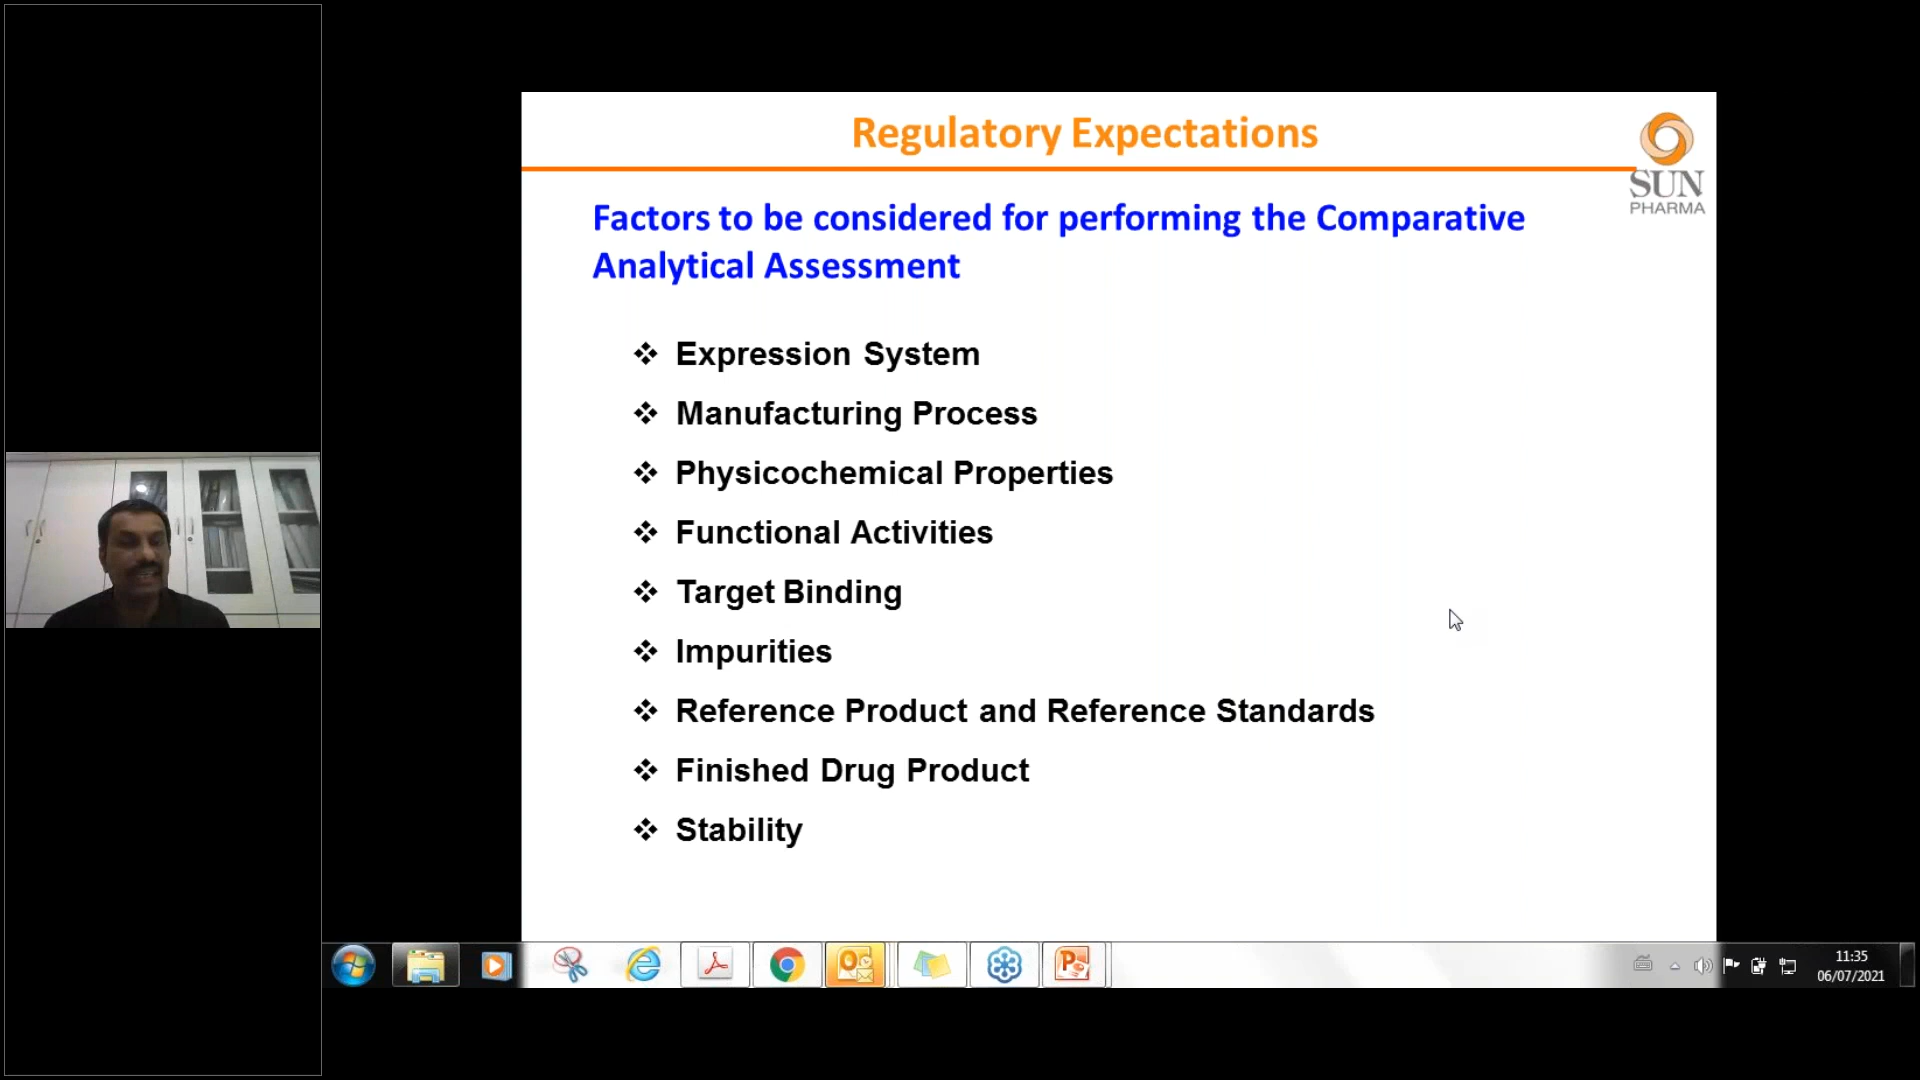 Regulatory Expectations
SUN
PHARMA
Factors to be considered for performing the Comparative
Analytical Assessment
❖ Expression System
❖ Manufacturing Process
❖ Physicochemical Properties
❖ Functional Activities
❖ Target Binding
❖ Impurities
❖ Reference Product and Reference Standards
❖ Finished Drug Product
❖ Stability
11:35
06/07/2021